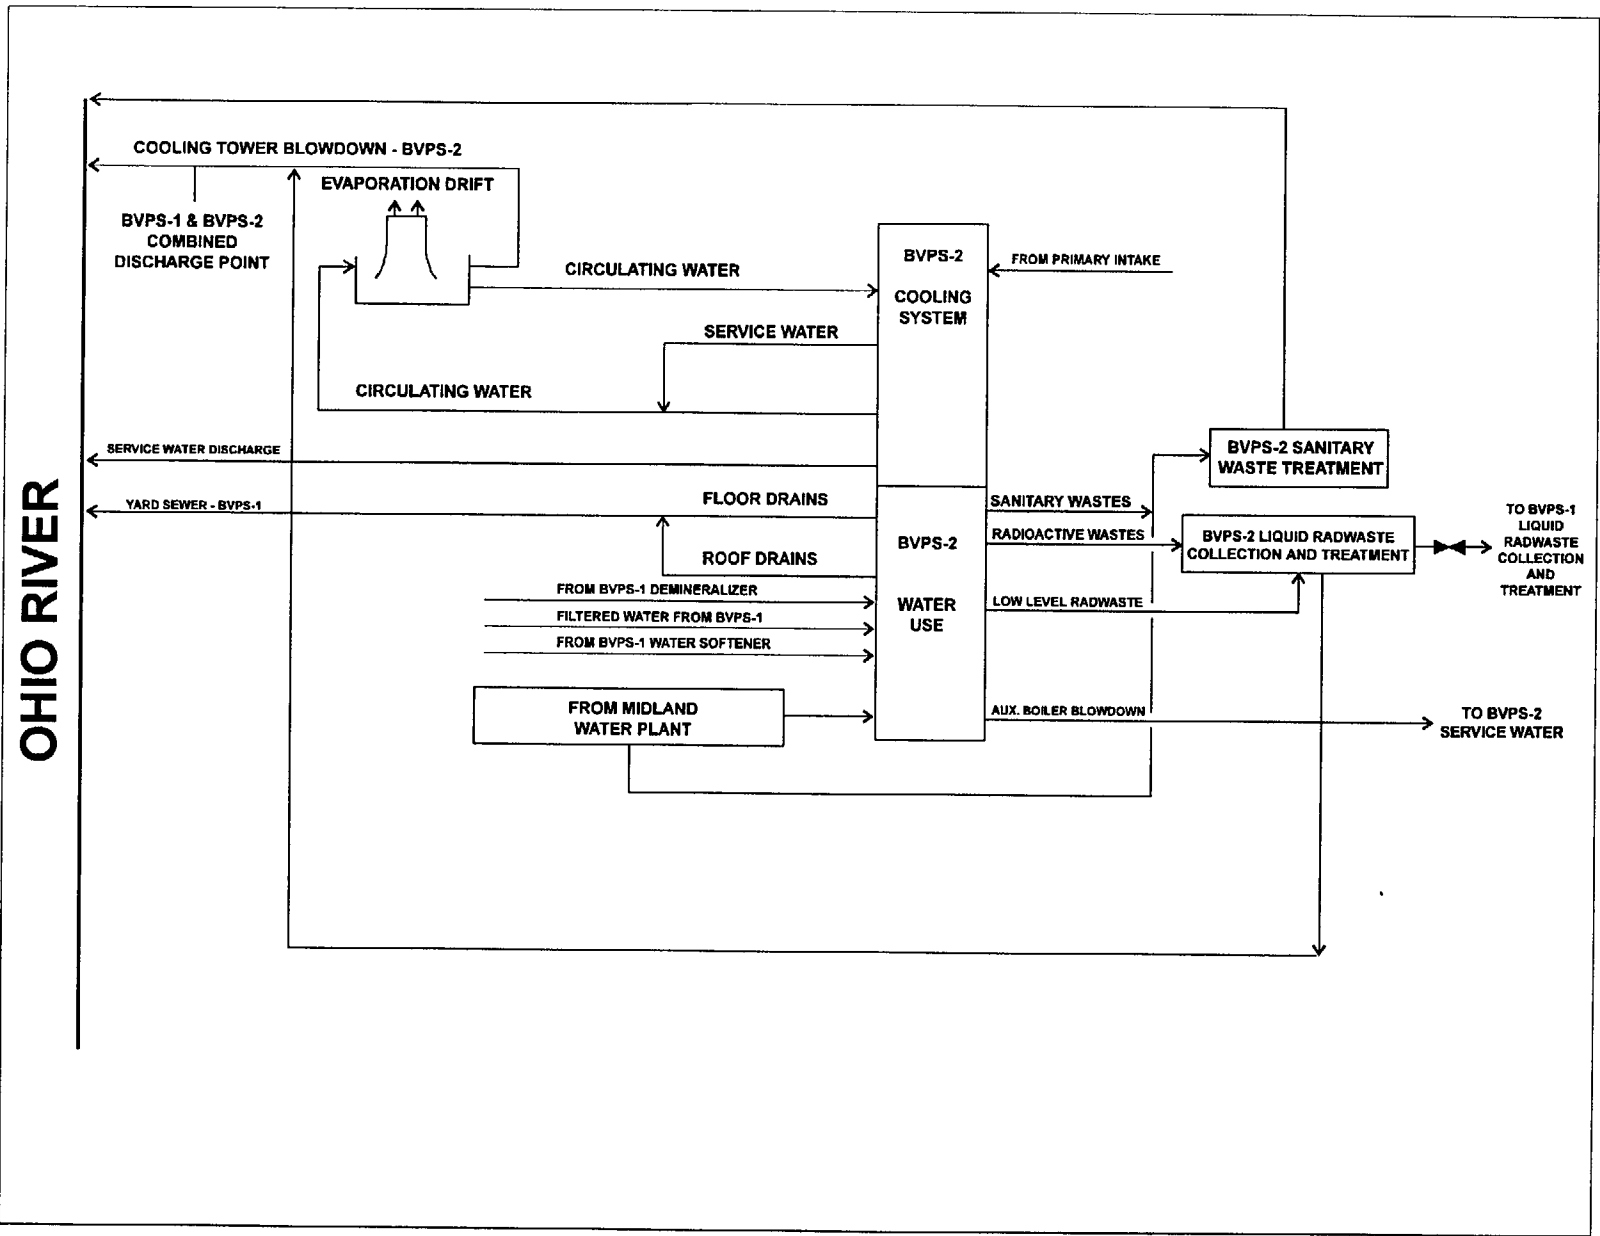 COOLING TOWER BLOWDOWN - BVPS-2
EVAPORATION DRIFT
BVPS-1 & BVPS-2
COMBINED
DISCHARGE POINT
CIRCULATING WATER
BVPS-2
COOLING
SYSTEM
FROM PRIMARY INTAKE
SERVICE WATER
CIRCULATING WATER
SERVICE WATER DISCHARGE
BVPS-2 SANITARY
WASTE TREATMENT
OHIO RIVER
YARD SEWER - BVPS-1
FLOOR DRAINS
ROOF DRAINS
BVPS-2
WATER
USE
SANITARY WASTES
RADIOACTIVE WASTES
BVPS-2 LIQUID RADWASTE
COLLECTION AND TREATMENT
TO BVPS-1
LIQUID
RADWASTE
COLLECTION
AND
TREATMENT
FROM BVPS-1 DEMINERALIZER
FILTERED WATER FROM BVPS-1
FROM BVPS-1 WATER SOFTENER
LOW LEVEL RADWASTE
FROM MIDLAND
WATER PLANT
AUX. BOILER BLOWDOWN
TO BVPS-2
SERVICE WATER